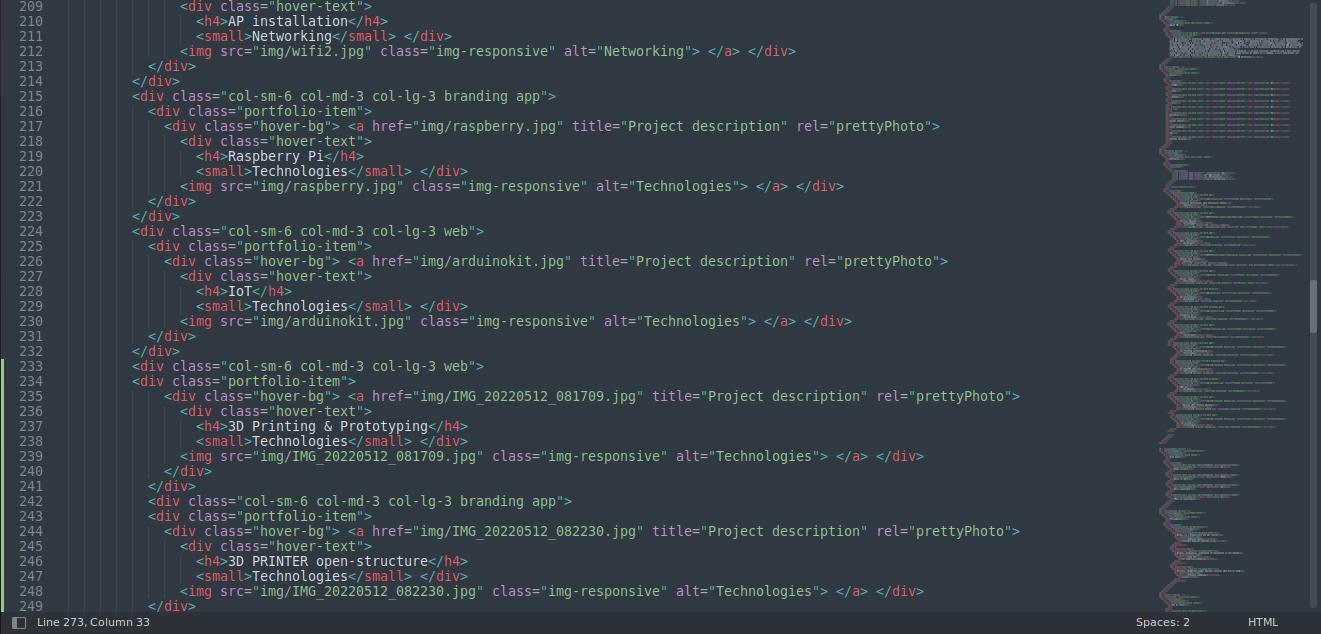 209 <div class="hover-text">
210 <h4>AP installation</h4>
211 <small>Networking</small> </div>
212 <img src="img/wifi2.jpg" class="img-responsive" alt="Networking"> </a> </div>
213 </div>
214 </div>
215 <div class="col-sm-6 col-md-3 col-lg-3 branding app">
216 <div class="portfolio-item">
217 <div class="hover-bg"> <a href="img/raspberry.jpg" title="Project description" rel="prettyPhoto">
218 <div class="hover-text">
219 <h4>Raspberry Pi</h4>
220 <small>Technologies</small> </div>
221 <img src="img/raspberry.jpg" class="img-responsive" alt="Technologies"> </a> </div>
222 </div>
223 </div>
224 <div class="col-sm-6 col-md-3 col-lg-3 web">
225 <div class="portfolio-item">
226 <div class="hover-bg"> <a href="img/arduinokit.jpg" title="Project description" rel="prettyPhoto">
227 <div class="hover-text">
228 <h4>IoT</h4>
229 <small>Technologies</small> </div>
230 <img src="img/arduinokit.jpg" class="img-responsive" alt="Technologies"> </a> </div>
231 </div>
232 </div>
233 <div class="col-sm-6 col-md-3 col-lg-3 web">
234 <div class="portfolio-item">
235 <div class="hover-bg"> <a href="img/IMG_20220512_081709.jpg" title="Project description" rel="prettyPhoto">
236 <div class="hover-text">
237 <h4>3D Printing & Prototyping</h4>
238 <small>Technologies</small> </div>
239 <img src="img/IMG_20220512_081709.jpg" class="img-responsive" alt="Technologies"> </a> </div>
240 </div>
241 </div>
242 <div class="col-sm-6 col-md-3 col-lg-3 branding app">
243 <div class="portfolio-item">
244 <div class="hover-bg"> <a href="img/IMG_20220512_082230.jpg" title="Project description" rel="prettyPhoto">
245 <div class="hover-text">
246 <h4>3D PRINTER open-structure</h4>
247 <small>Technologies</small> </div>
248 <img src="img/IMG_20220512_082230.jpg" class="img-responsive" alt="Technologies"> </a> </div>
249 </div>
Line 273, Column 33
Spaces: 2
HTML